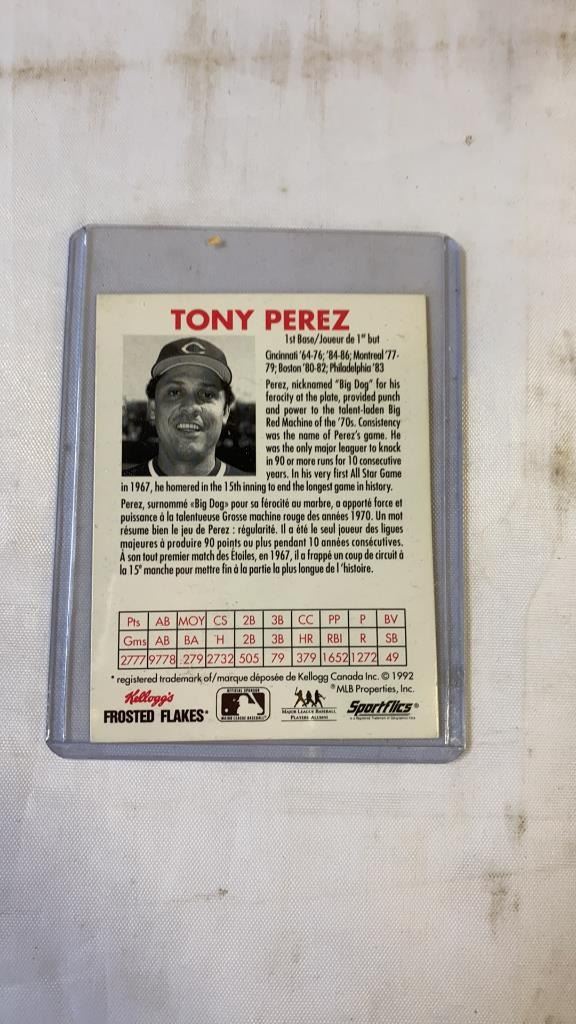 TONY PEREZ
1st Base/Joueur de 1er but
Cincinnati '64-76; '84-86; Montreal '77-
79; Boston '80-82; Philadelphia '83
Perez, nicknamed "Big Dog" for his
ferocity at the plate, provided punch
and power to the talent-laden Big
Red Machine of the '70s. Consistency
was the name of Perez's game. He
was the only major leaguer to knock
in 90 or more runs for 10 consecutive
years. In his very first All Star Game
in 1967, he homered in the 15th inning to end the longest game in history.
Perez, surnommé «Big Dog» pour sa férocité au marbre, a apporté force et
puissance à la talentueuse Grosse machine rouge des années 1970. Un mot
résume bien le jeu de Perez : régularité. Il a été le seul joueur des ligues
majeures à produire 90 points ou plus pendant 10 années consécutives.
À son tout premier match des Étoiles, en 1967, il a frappé un coup de circuit à
la 15e manche pour mettre fin à la partie la plus longue de l'histoire.
Pts AB MOY CS 2B 3B CC PP P BV
Gms AB BA H 2B 3B HR RBI R SB
2777 9778 .279 2732 505 79 379 1652 1272 49
* registered trademark of/marque déposée de Kellogg Canada Inc. © 1992
® MLB Properties, Inc.
Kellogg's
FROSTED FLAKES*
OFFICIAL SPONSOR
MAJOR LEAGUE BASEBALL
MAJOR LEAGUE BASEBALL
PLAYERS ALUMNI
Sportflics®